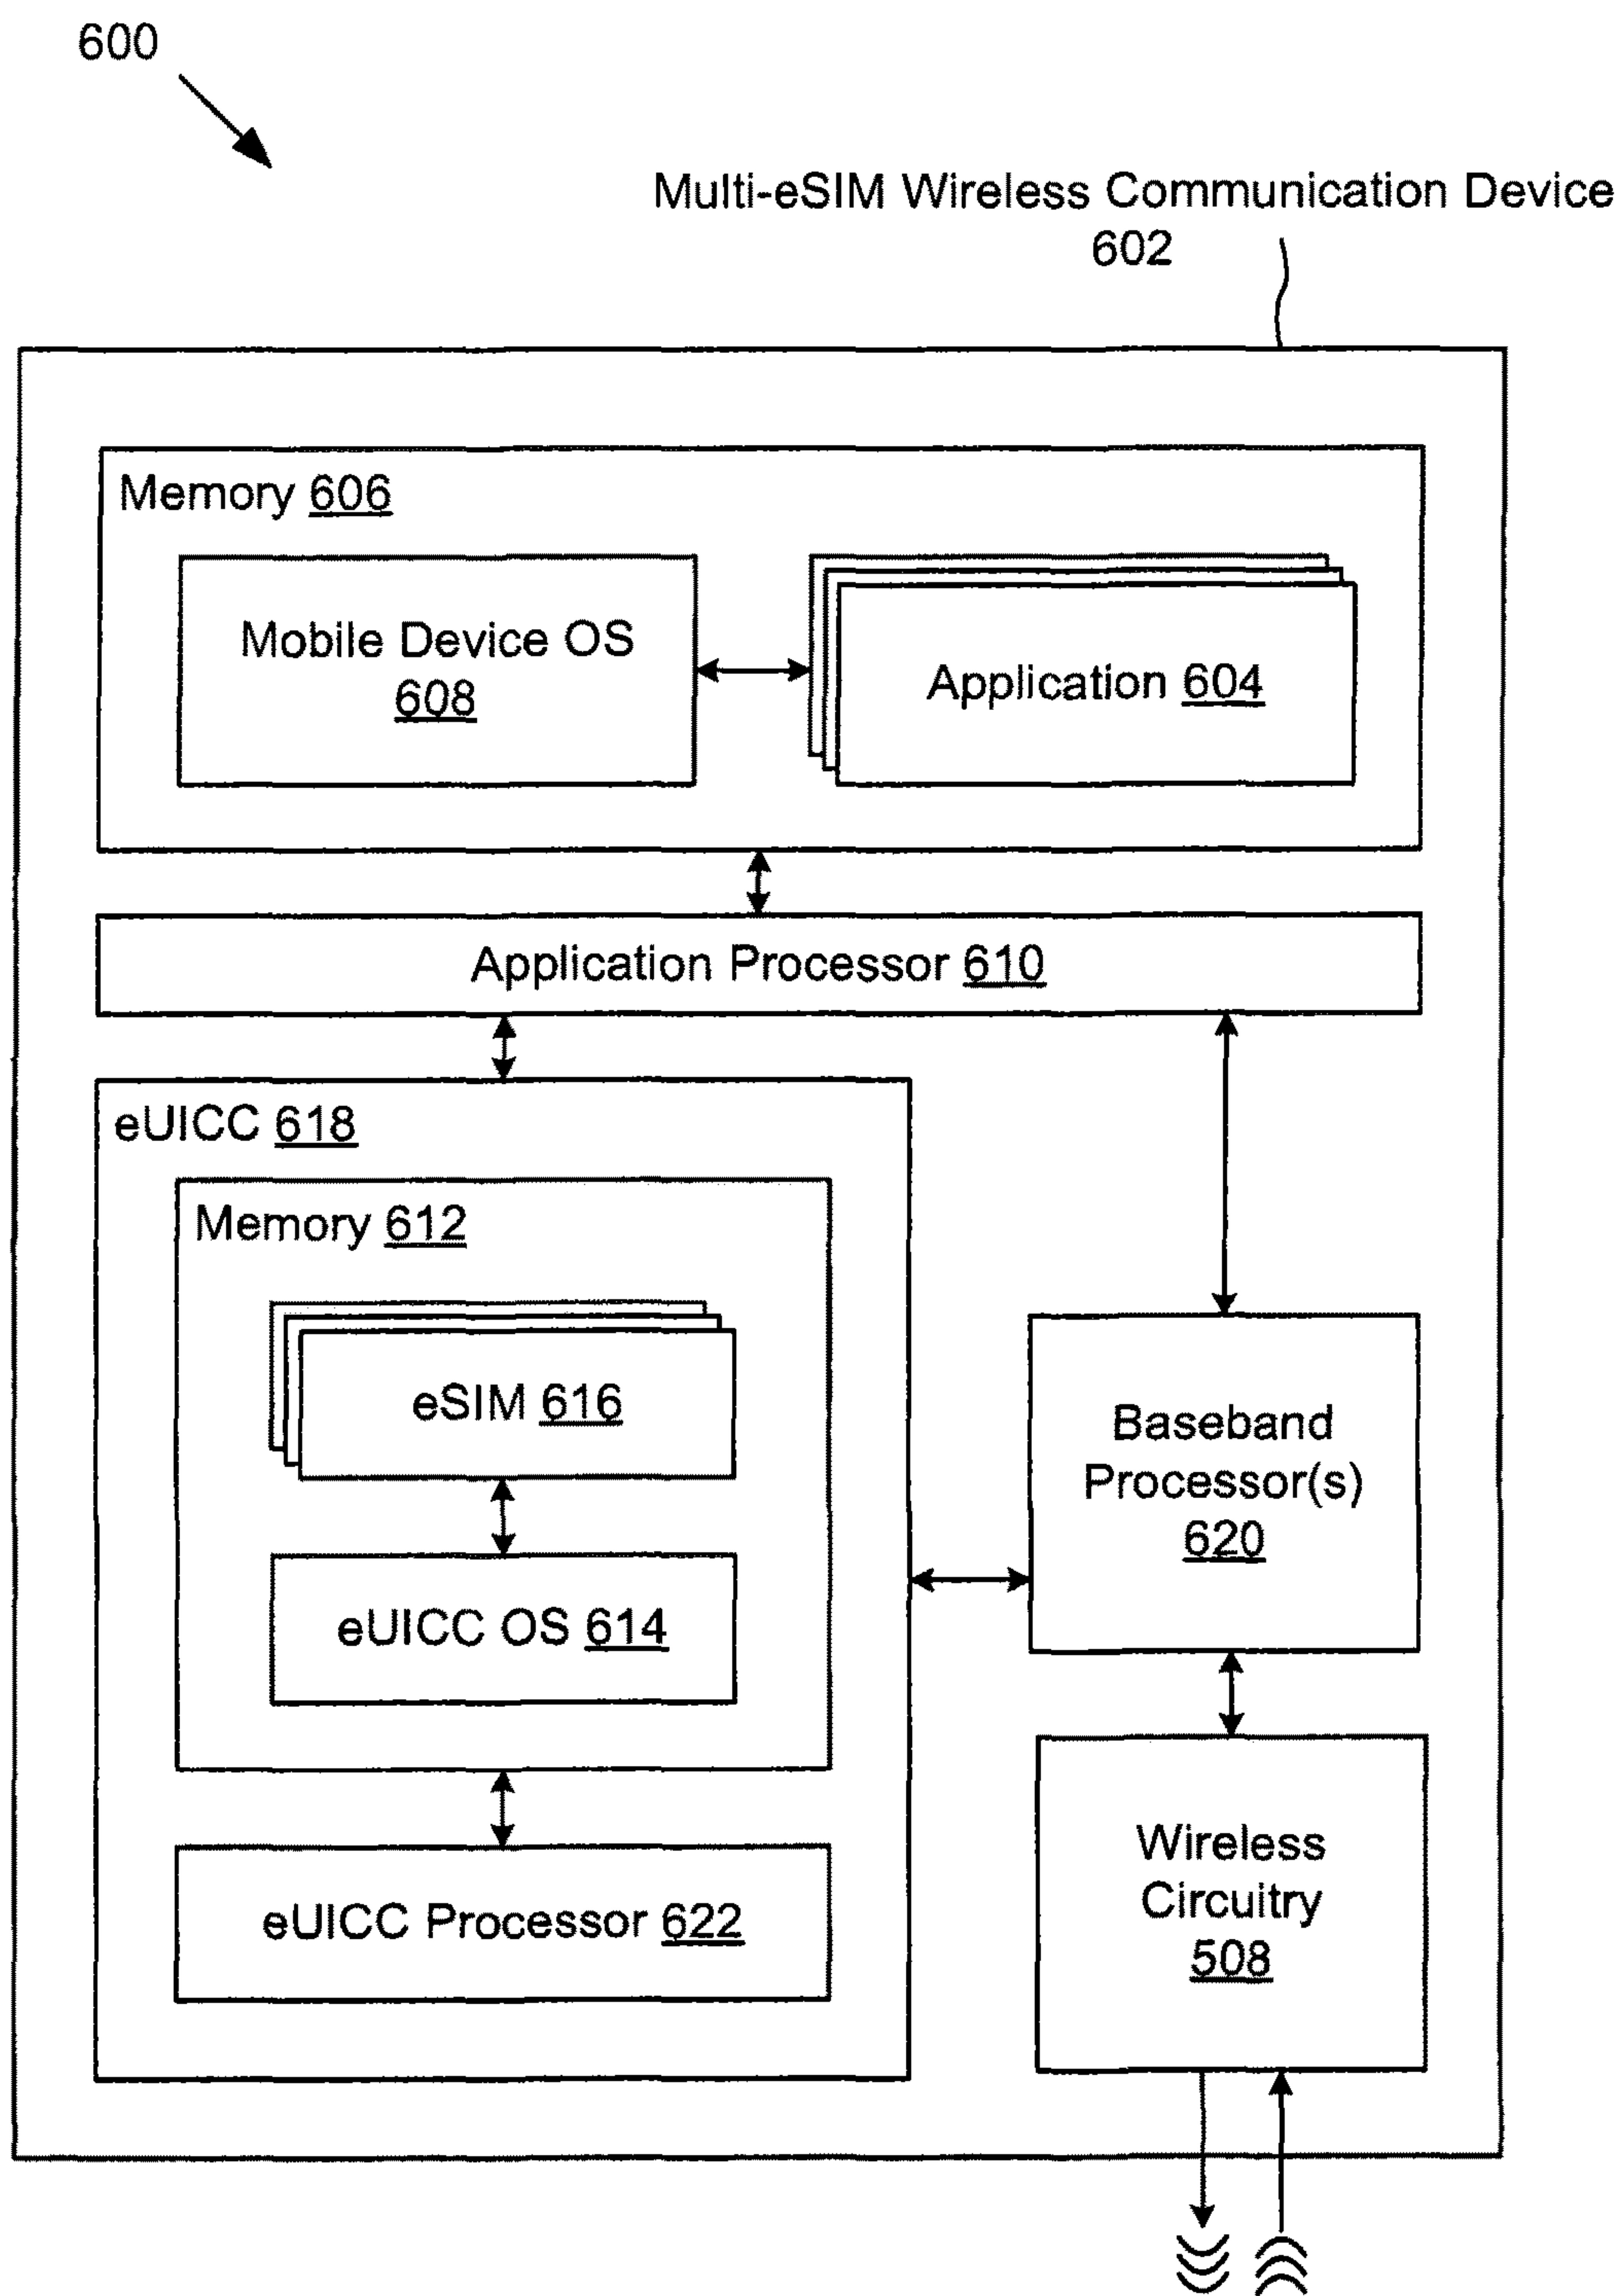 600
Multi-eSIM Wireless Communication Device
602
Memory 606
Mobile Device OS
608
Application 604
Application Processor 610
eUICC 618
Memory 612
eSIM 616
eUICC OS 614
eUICC Processor 622
Baseband
Processor(s)
620
Wireless
Circuitry
508